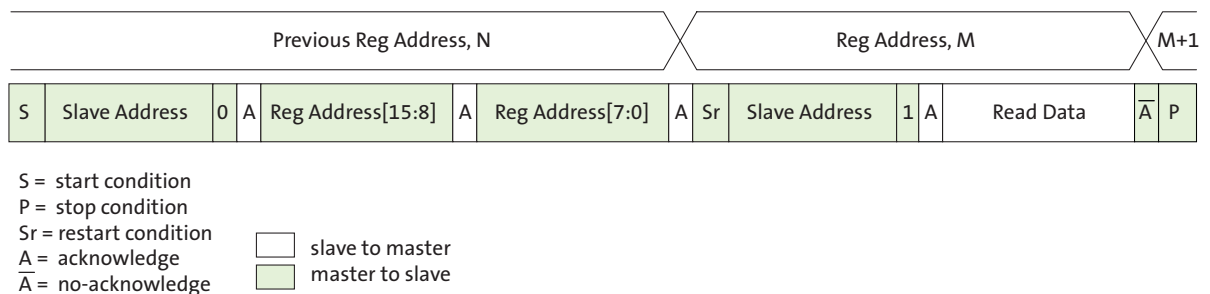 Previous Reg Address, N Reg Address, M M+1
S Slave Address 0 A Reg Address[15:8] A Reg Address[7:0] A Sr Slave Address 1 A Read Data A̅ P
S = start condition
P = stop condition
Sr = restart condition
A = acknowledge
A̅ = no-acknowledge
slave to master
master to slave